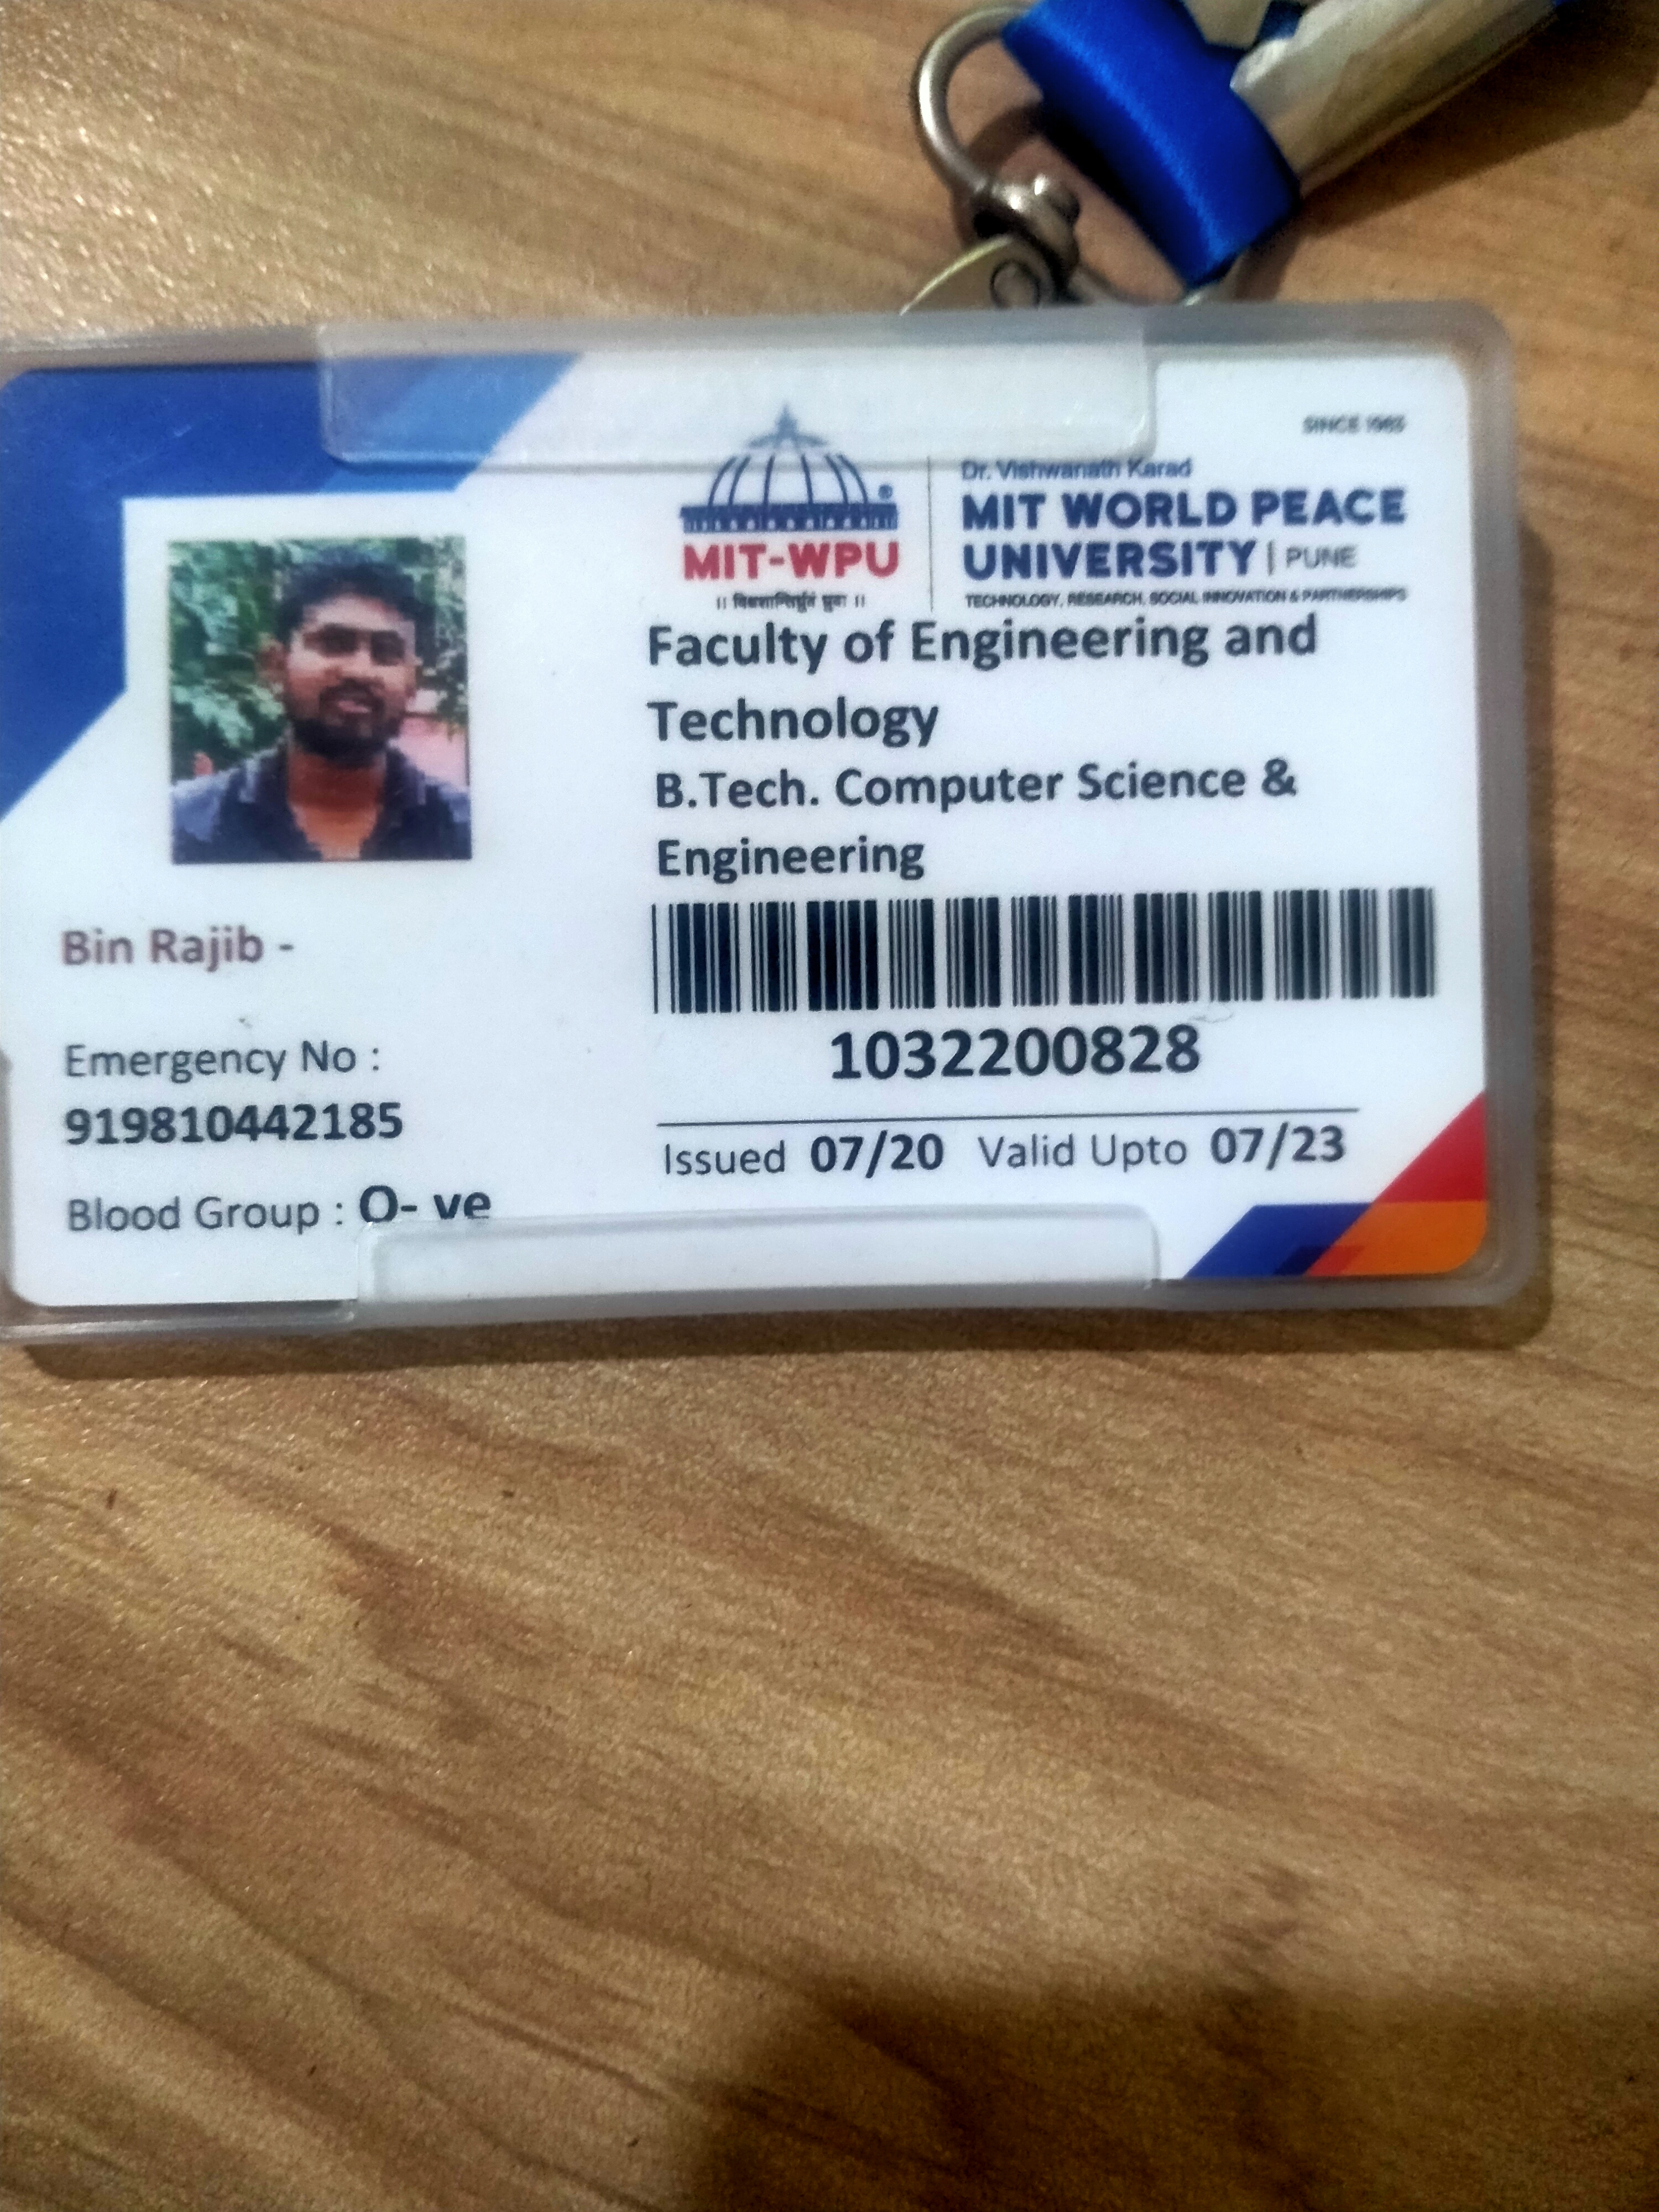 SINCE 1983
Dr. Vishwanath Karad
MIT WORLD PEACE
UNIVERSITY | PUNE
TECHNOLOGY, RESEARCH, SOCIAL INNOVATION & PARTNERSHIPS
MIT-WPU
Faculty of Engineering and
Technology
B.Tech. Computer Science &
Engineering
1032200828
Issued 07/20 Valid Upto 07/23
Bin Rajib -
Emergency No :
919810442185
Blood Group : O- ve